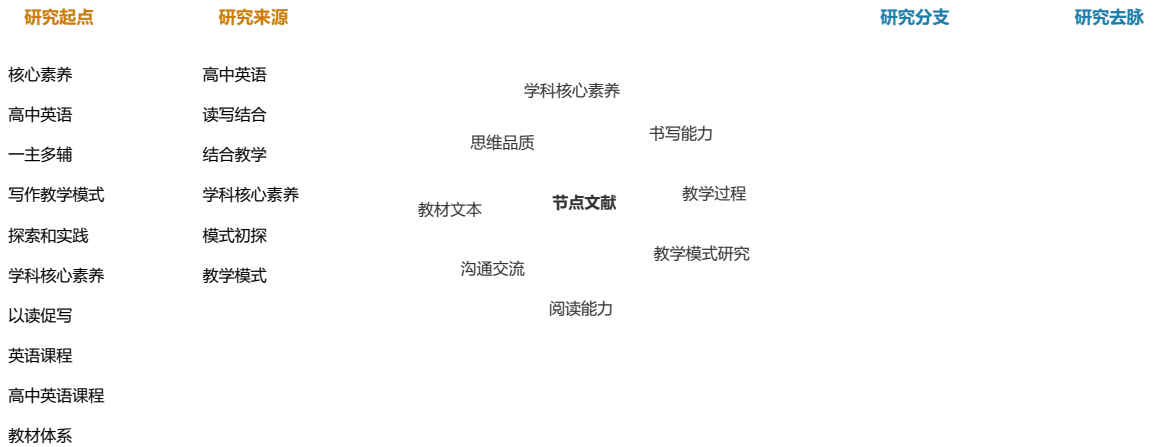 研究起点
研究来源
研究分支
研究去脉
核心素养
高中英语
一主多辅
写作教学模式
探索和实践
学科核心素养
以读促写
英语课程
高中英语课程
教材体系
高中英语
读写结合
结合教学
学科核心素养
模式初探
教学模式
学科核心素养
书写能力
思维品质
教学过程
节点文献
教材文本
教学模式研究
沟通交流
阅读能力